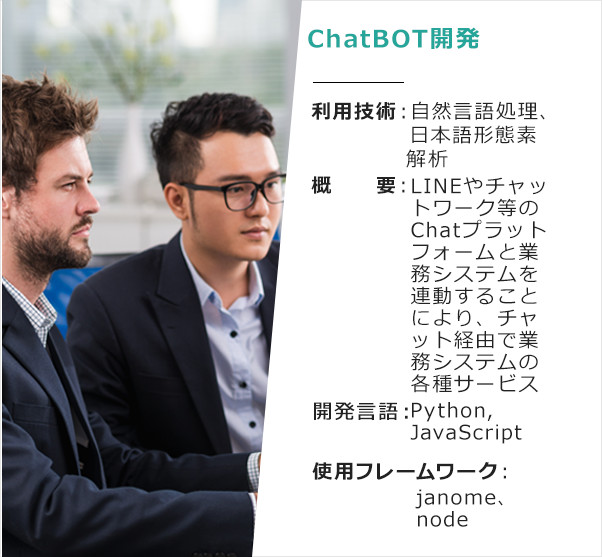 ChatBOT開発
利用技術：自然言語処理、
日本語形態素
解析
概　　要：LINEやチャッ
トワーク等の
Chatプラット
フォームと業
務システムを
連動すること
により、チャ
ット経由で業
務システムの
各種サービス
開発言語：Python,
JavaScript
使用フレームワーク：
janome、
node